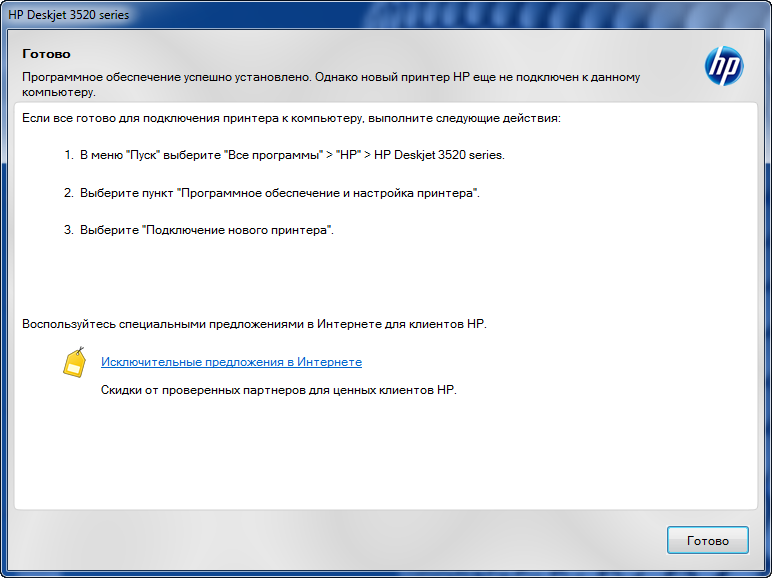 HP Deskjet 3520 series
Готово
hp
Программное обеспечение успешно установлено. Однако новый принтер HP еще не подключен к данному
компьютеру.
Если все готово для подключения принтера к компьютеру, выполните следующие действия:
1. В меню "Пуск" выберите "Все программы" > "HP" > HP Deskjet 3520 series.
2. Выберите пункт "Программное обеспечение и настройка принтера".
3. Выберите "Подключение нового принтера".
Воспользуйтесь специальными предложениями в Интернете для клиентов HP.
Исключительные предложения в Интернете
Скидки от проверенных партнеров для ценных клиентов HP.
Готово